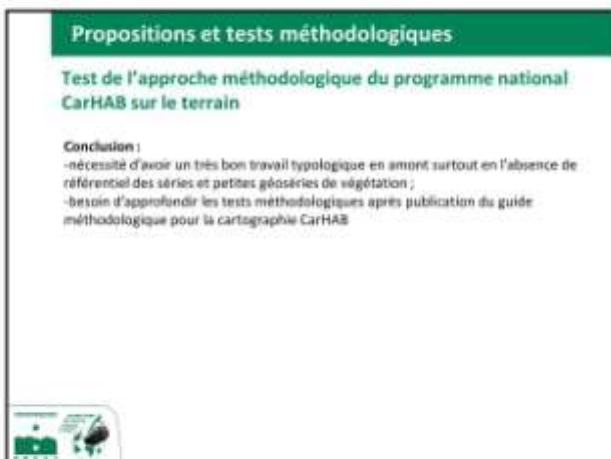 Propositions et tests méthodologiques
Test de l'approche méthodologique du programme national
CarHAB sur le terrain
Conclusion :
-nécessité d'avoir un très bon travail typologique en amont surtout en l'absence de
référentiel des séries et petites géoséries de végétation ;
-besoin d'approfondir les tests méthodologiques après publication du guide
méthodologique pour la cartographie CarHAB